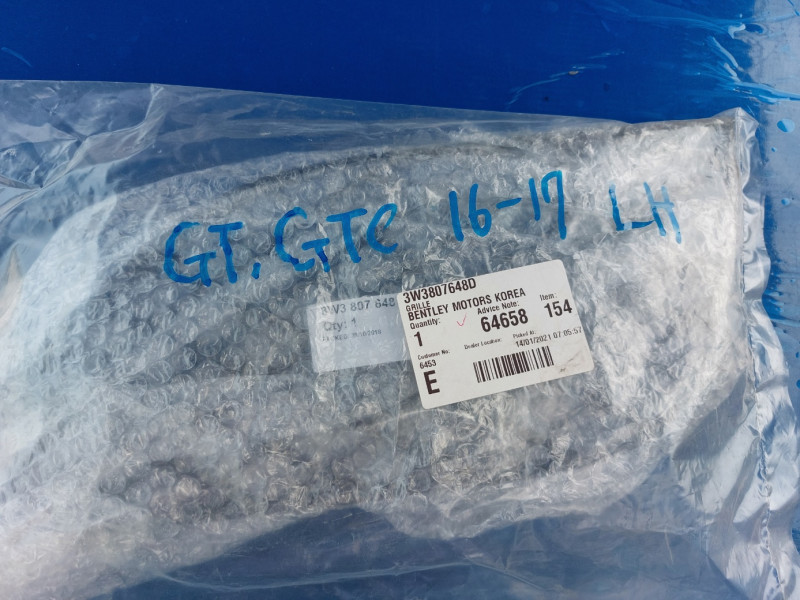 GT. GTC 16-17 LH
3W3 807 648
Qty: 1
3W3807648D
GRILLE
BENTLEY MOTORS KOREA
Quantity: Advice Note: Item:
1 64658 154
Customer No: Dealer Location: Picked At:
6453 14/01/2021 07:05:57
E